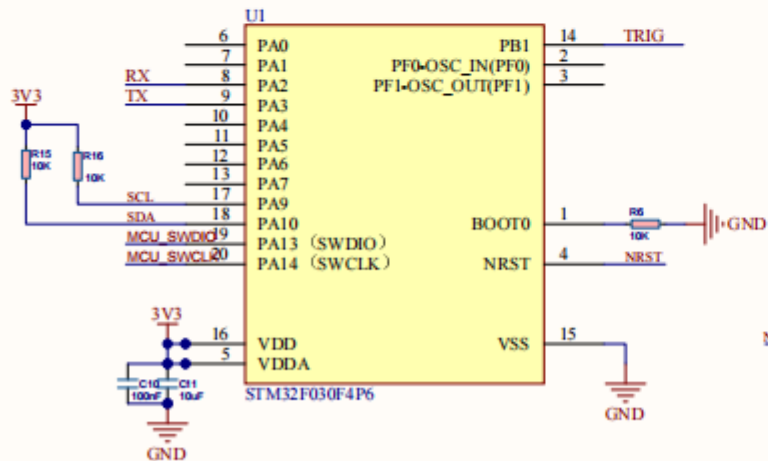 U1
6 PA0 PB1 14 TRIG
7 PA1 PF0-OSC_IN(PF0) 2
RX 8 PA2 PF1-OSC_OUT(PF1) 3
TX 9 PA3
3V3
10 PA4
11 PA5
R15 10K
R16 10K
12 PA6
13 PA7
SCL 17 PA9
SDA 18 PA10 BOOT0 1 R6 10K GND
MCU_SWDIO 19 PA13（SWDIO）
MCU_SWCLK 20 PA14（SWCLK） NRST 4 NRST
3V3
16 VDD VSS 15
5 VDDA
C10 100nF
C11 10uF
STM32F030F4P6
GND
GND